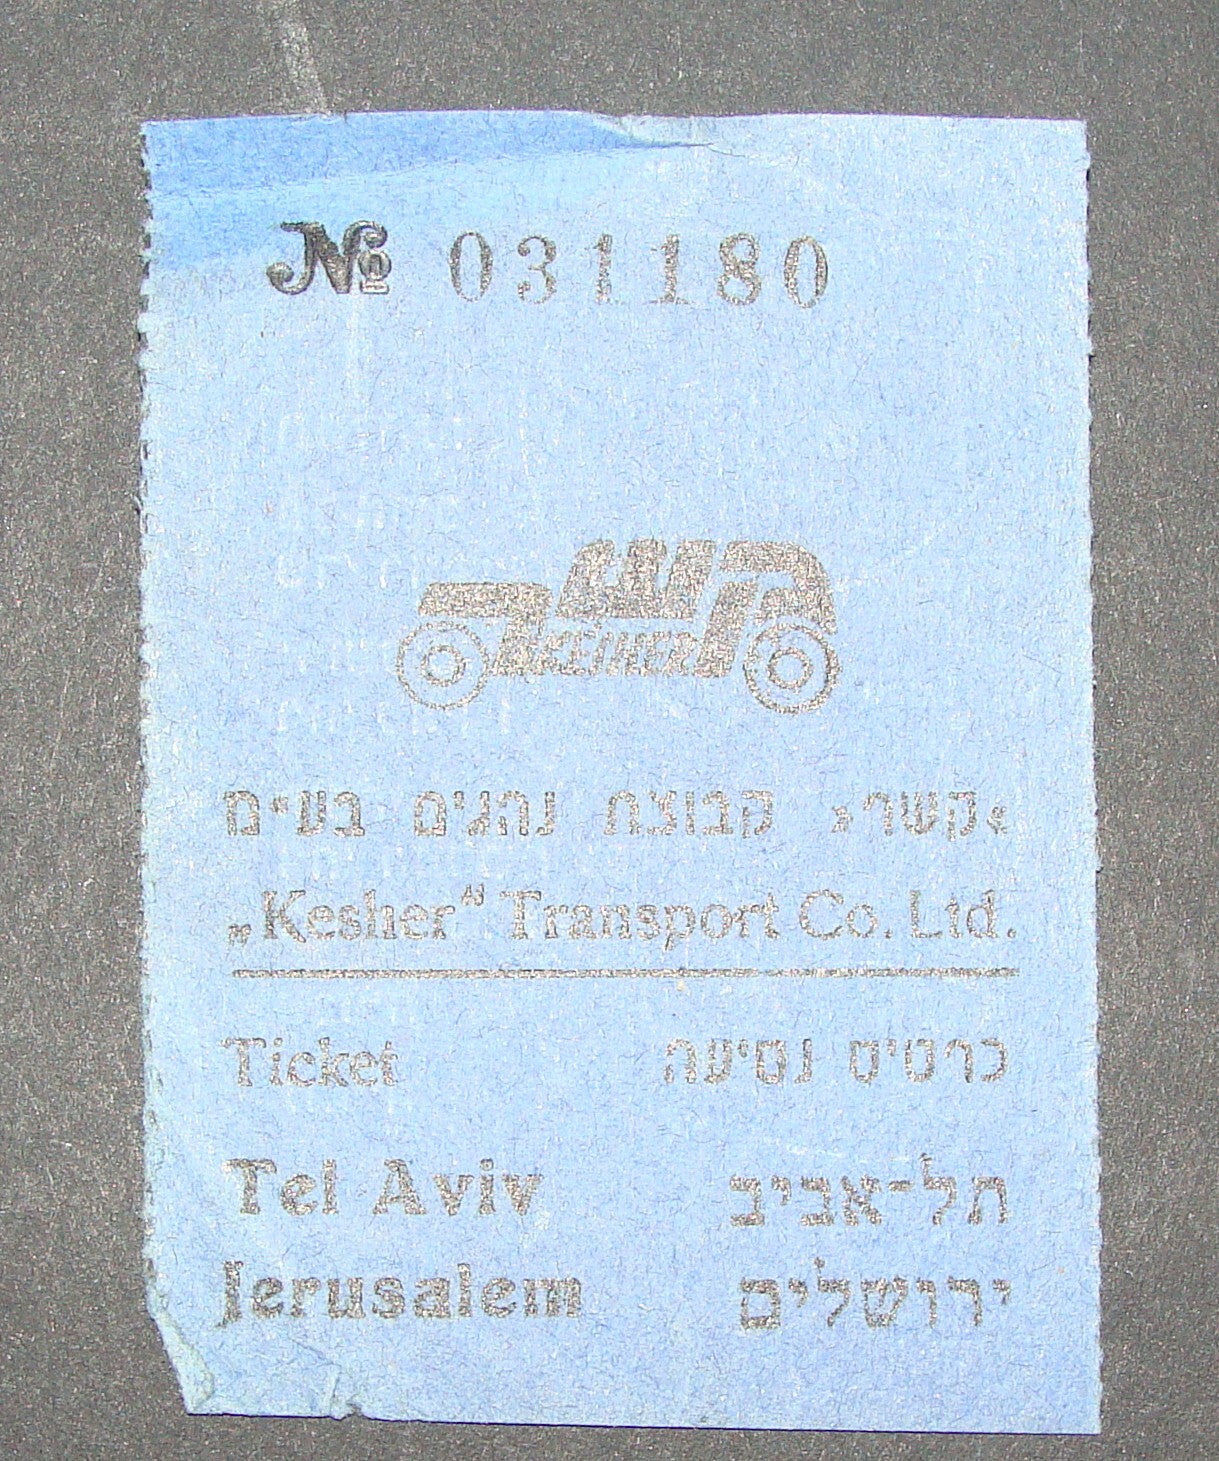 № 031180
קשר
KESHER
«קשר» קבוצת נהגים בע״מ
„Kesher“ Transport Co. Ltd.
Ticket כרטיס נסיעה
Tel Aviv תל-אביב
Jerusalem ירושלים